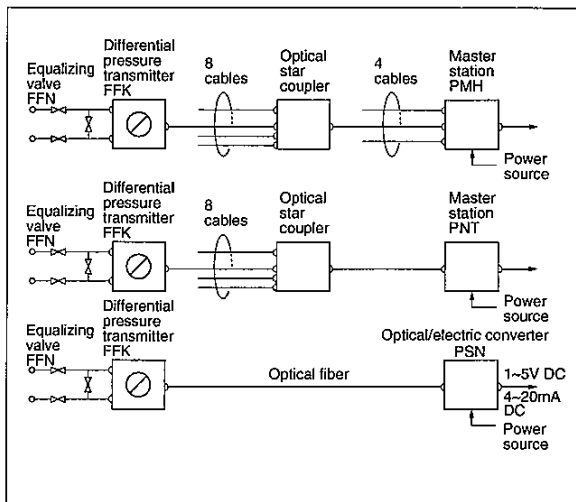 Equalizing
valve
FFN
Differential
pressure
transmitter
FFK
8
cables
Optical
star
coupler
4
cables
Master
station
PMH
Power
source
Equalizing
valve
FFN
Differential
pressure
transmitter
FFK
8
cables
Optical
star
coupler
Master
station
PNT
Power
source
Equalizing
valve
FFN
Differential
pressure
transmitter
FFK
Optical fiber
Optical/electric converter
PSN
1~5V DC
4~20mA
DC
Power
source